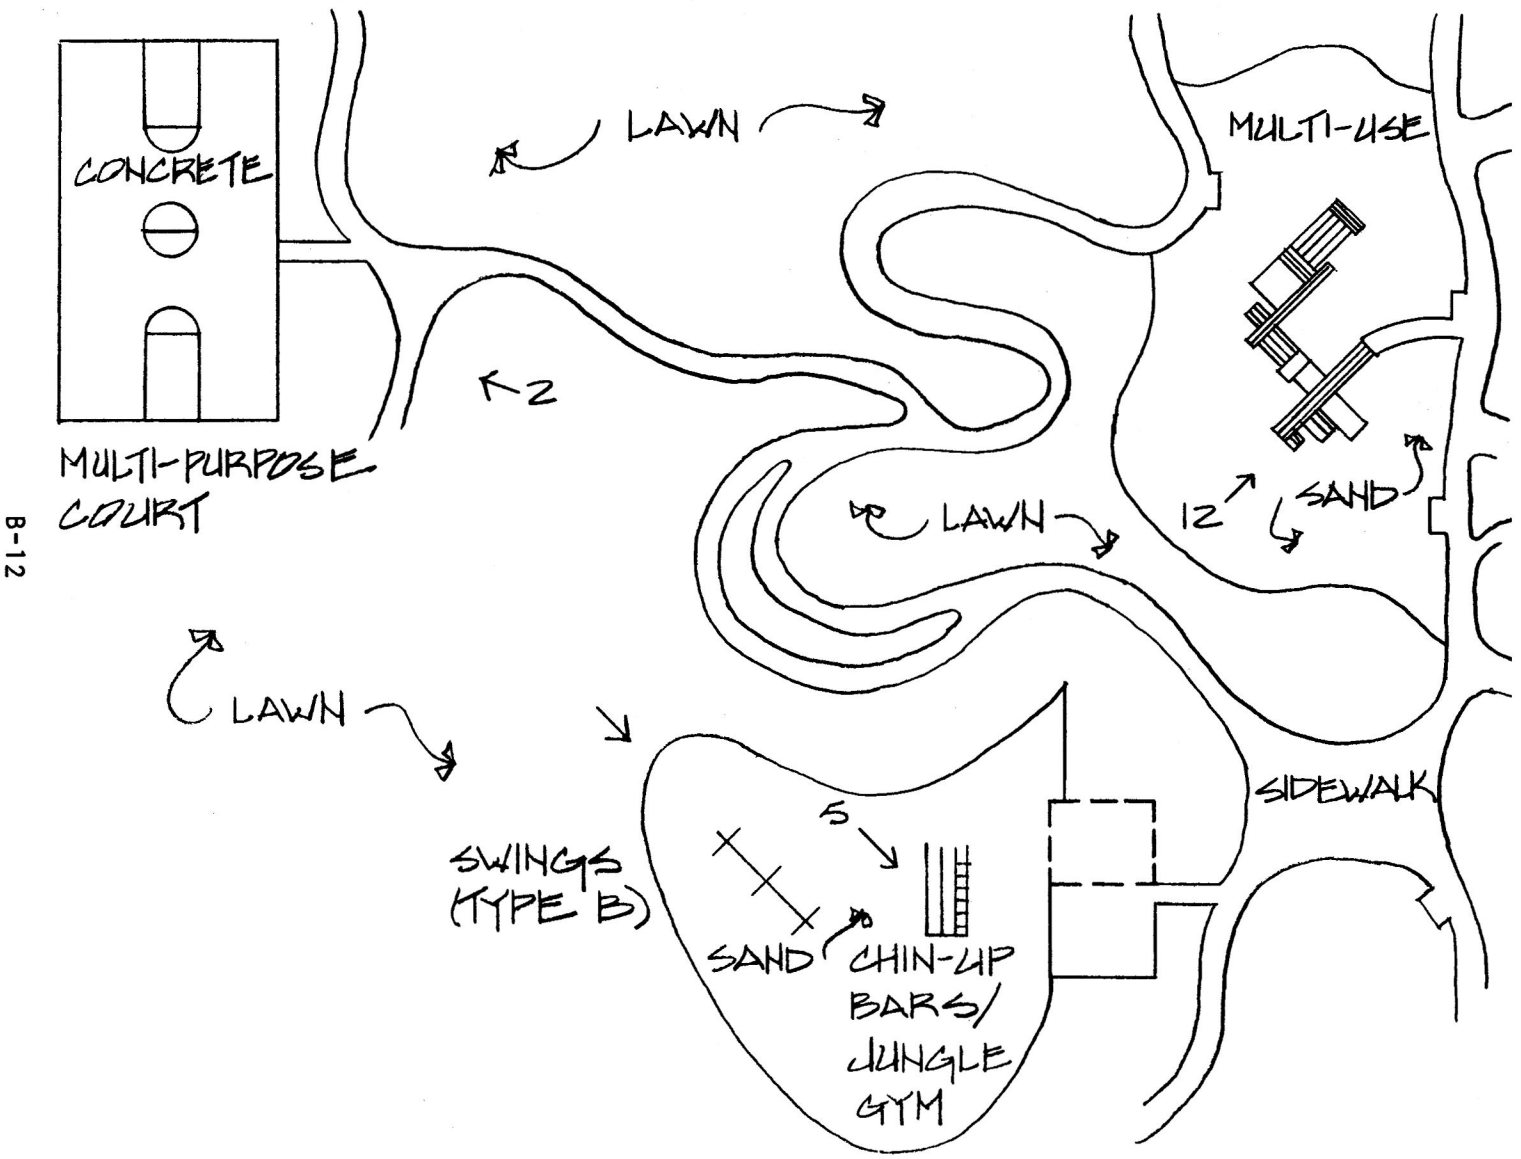 LAWN
MULTI-USE
CONCRETE
2
MULTI-PURPOSE
COURT
SAND
12
LAWN
B-12
LAWN
SIDEWALK
5
SWINGS
(TYPE B)
SAND
CHIN-UP
BARS/
JUNGLE
GYM